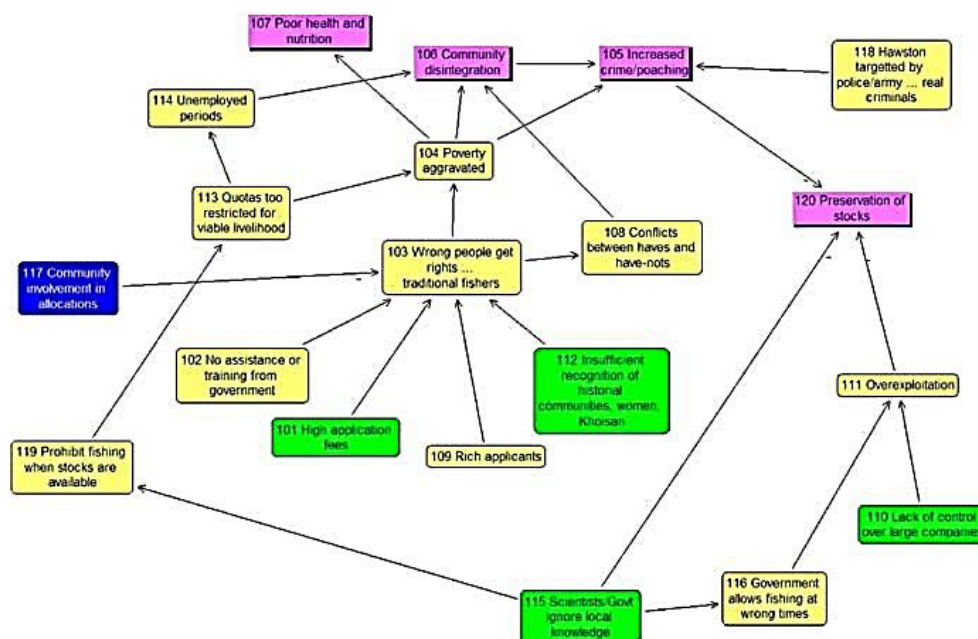 107 Poor health and
nutrition
106 Community
disintegration
105 Increased
crime/poaching
118 Hawston
targetted by
police/army ... real
criminals
114 Unemployed
periods
104 Poverty
aggravated
113 Quotas too
restricted for
viable livelihood
120 Preservation of
stocks
108 Conflicts
between haves and
have-nots
103 Wrong people get
rights ...
traditional fishers
117 Community
involvement in
allocations
102 No assistance or
training from
government
112 Insufficient
recognition of
historial
communities, women,
Khoisan
111 Overexploitation
101 High application
fees
109 Rich applicants
119 Prohibit fishing
when stocks are
available
110 Lack of control
over large companie
115 Scientists/Govt
ignore local
knowledge
116 Government
allows fishing at
wrong times